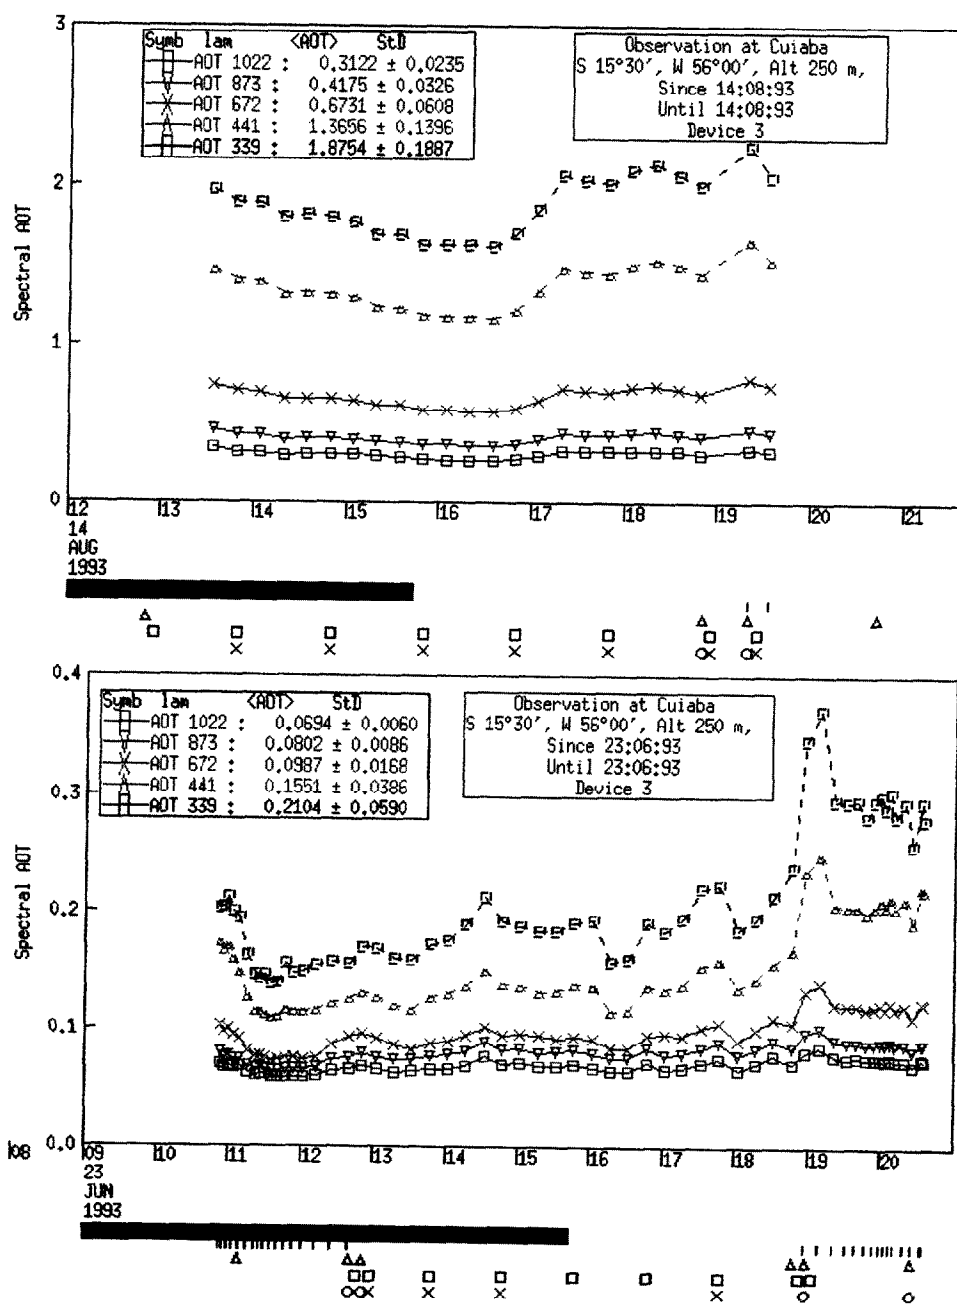 3
Symb lam <AOT> StD
AOT 1022 : 0.3122 ± 0.0235
AOT 873 : 0.4175 ± 0.0326
AOT 672 : 0.6731 ± 0.0608
AOT 441 : 1.3656 ± 0.1396
AOT 339 : 1.8754 ± 0.1887
Observation at Cuiaba
S 15°30′, W 56°00′, Alt 250 m,
Since 14:08:93
Until 14:08:93
Device 3
2
Spectral AOT
1
0
12 13 14 15 16 17 18 19 20 21
14
AUG
1993
0.4
Symb lam <AOT> StD
AOT 1022 : 0.0694 ± 0.0060
AOT 873 : 0.0802 ± 0.0086
AOT 672 : 0.0987 ± 0.0168
AOT 441 : 0.1551 ± 0.0386
AOT 339 : 0.2104 ± 0.0590
Observation at Cuiaba
S 15°30′, W 56°00′, Alt 250 m,
Since 23:06:93
Until 23:06:93
Device 3
0.3
Spectral AOT
0.2
0.1
0.0
08 09 10 11 12 13 14 15 16 17 18 19 20
23
JUN
1993